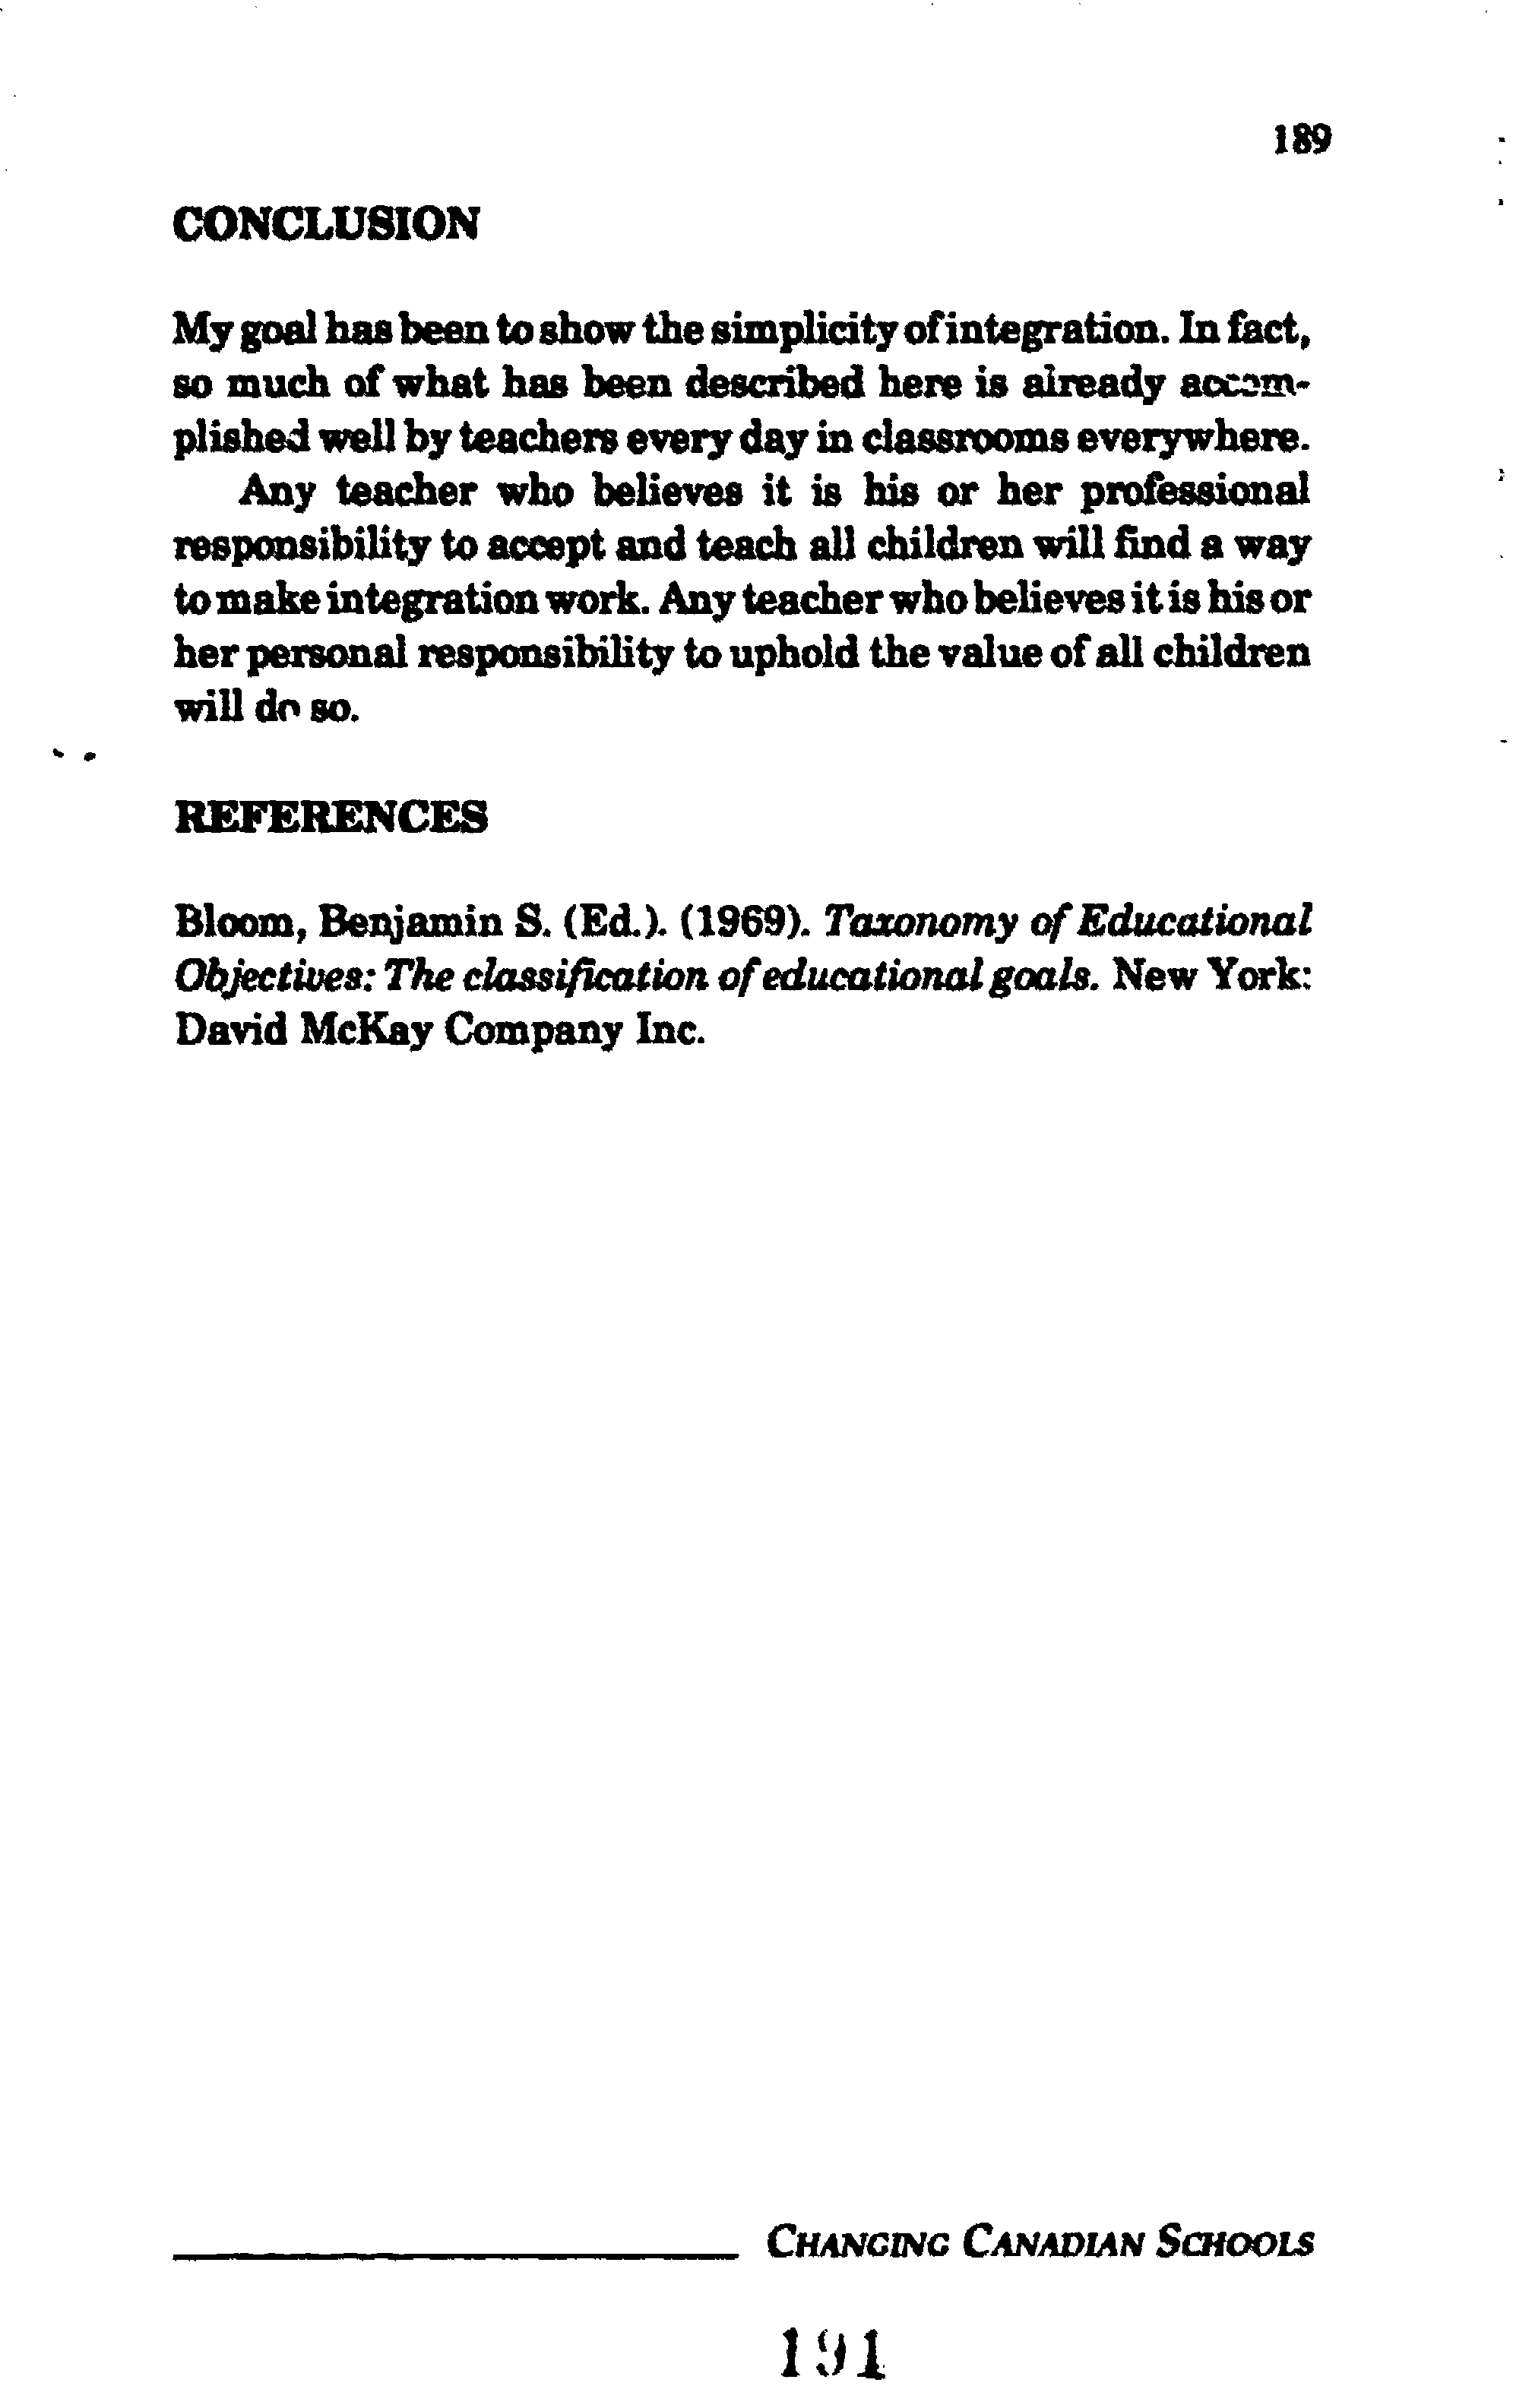 189
CONCLUSION
My goal has been to show the simplicity of integration. In fact,
so much of what has been described here is already accom-
plished well by teachers every day in classrooms everywhere.
Any teacher who believes it is his or her professional
responsibility to accept and teach all children will find a way
to make integration work. Any teacher who believes it is his or
her personal responsibility to uphold the value of all children
will do so.
REFERENCES
Bloom, Benjamin S. (Ed.). (1969). Taxonomy of Educational
Objectives: The classification of educational goals. New York:
David McKay Company Inc.
CHANGING CANADIAN SCHOOLS
191